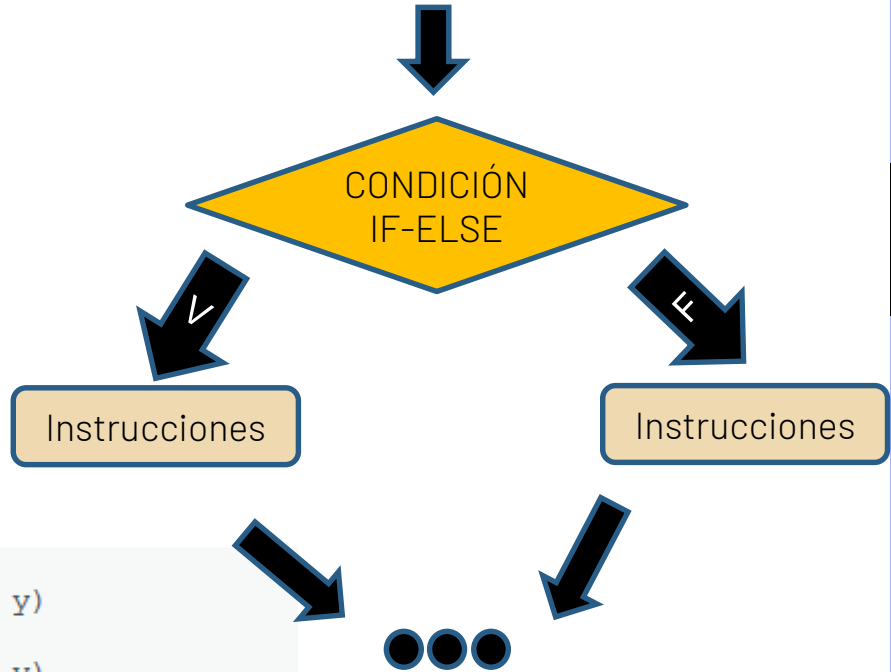 CONDICIÓN
IF-ELSE
V
F
Instrucciones
Instrucciones
y)